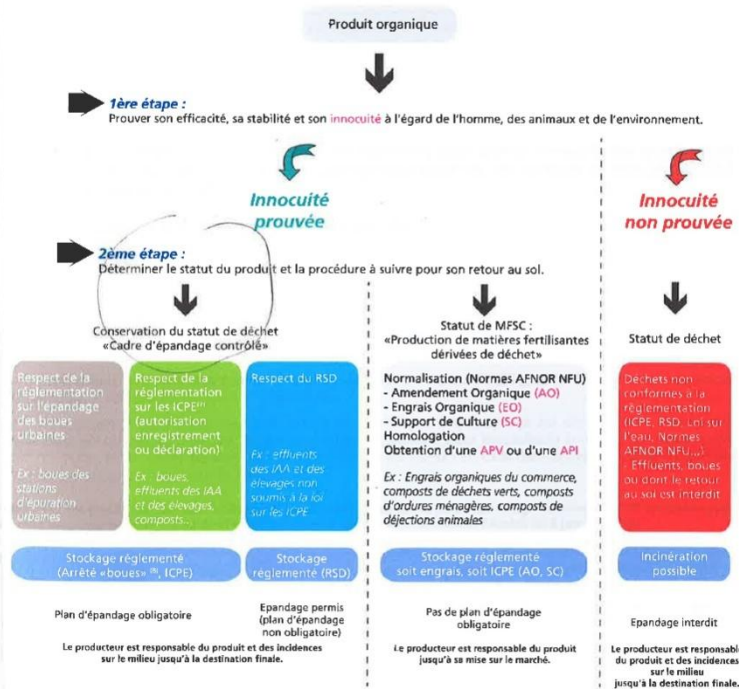 Produit organique
1ère étape :
Prouver son efficacité, sa stabilité et son innocuité à l'égard de l'homme, des animaux et de l'environnement.
Innocuité
prouvée
Innocuité
non prouvée
2ème étape :
Déterminer le statut du produit et la procédure à suivre pour son retour au sol.
Conservation du statut de déchet
«Cadre d'épandage contrôlé»
Respect de la
réglementation
sur l'épandage
des boues
urbaines
Ex : boues des
stations
d'épuration
urbaines
Respect de la
réglementation
sur les ICPE
(autorisation
enregistrement
ou déclaration)
Ex : boues,
effluents des IAA
et des élevages,
composts...
Respect du RSD
Ex : effluents
des IAA et des
élevages non
soumis à la loi
sur les ICPE
Stockage réglementé
(Arrêté «boues» , ICPE)
Stockage
réglementé (RSD)
Plan d'épandage obligatoire
Epandage permis
(plan d'épandage
non obligatoire)
Le producteur est responsable du produit et des incidences
sur le milieu jusqu'à la destination finale.
Statut de MFSC :
«Production de matières fertilisantes
dérivées de déchet»
Normalisation (Normes AFNOR NFU)
- Amendement Organique (AO)
- Engrais Organique (EO)
- Support de Culture (SC)
Homologation
Obtention d'une APV ou d'une API
Ex : Engrais organiques du commerce,
composts de déchets verts, composts
d'ordures ménagères, composts de
déjections animales
Stockage réglementé
soit engrais, soit ICPE (AO, SC)
Pas de plan d'épandage
obligatoire
Le producteur est responsable du produit
jusqu'à sa mise sur le marché.
Statut de déchet
Déchets non
conformes à la
réglementation
(ICPE, RSD, Loi sur
l'eau, Normes
AFNOR NFU...)
- Effluents, boues
ou dont le retour
au sol est interdit
Incinération
possible
Epandage interdit
Le producteur est responsable
du produit et des incidences
sur le milieu
jusqu'à la destination finale.